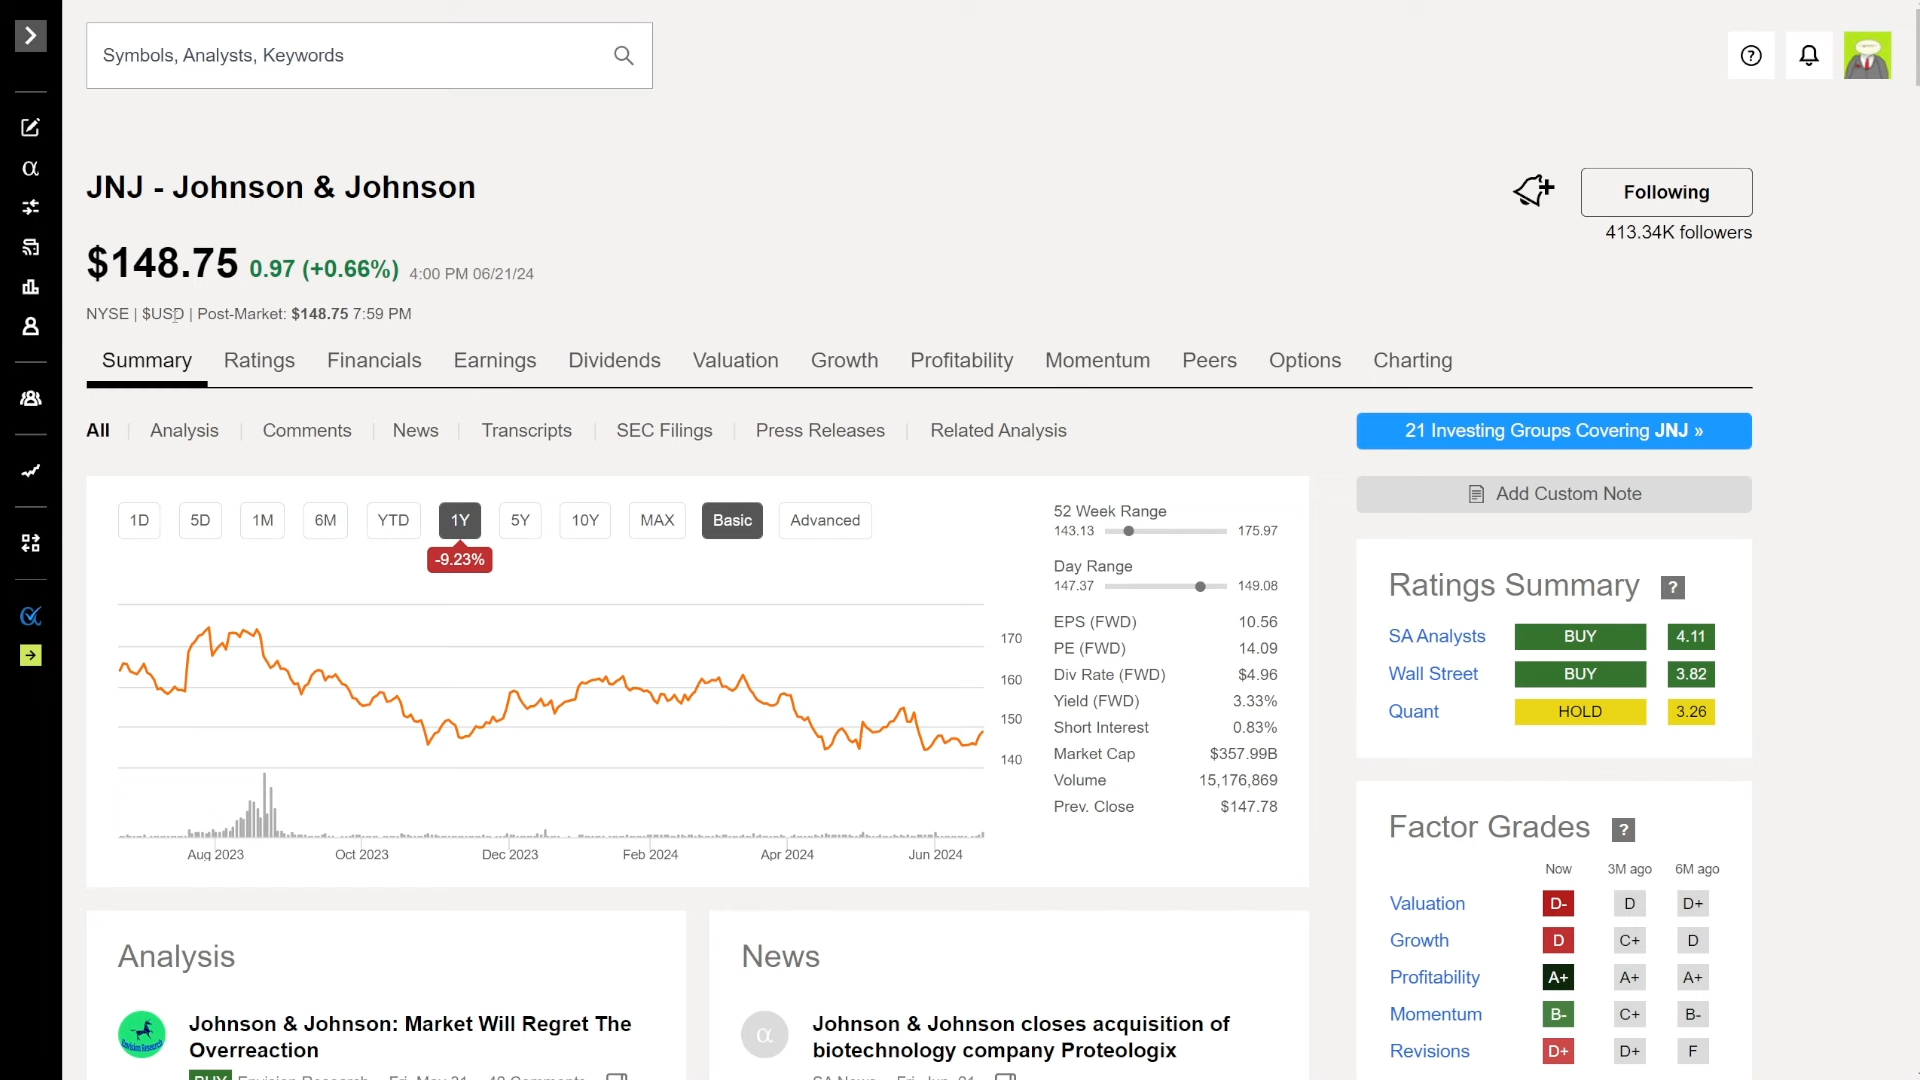 Symbols, Analysts, Keywords
JNJ - Johnson & Johnson
Following
413.34K followers
$148.75 0.97 (+0.66%) 4:00 PM 06/21/24
NYSE | $USD | Post-Market: $148.75 7:59 PM
Summary Ratings Financials Earnings Dividends Valuation Growth Profitability Momentum Peers Options Charting
All Analysis Comments News Transcripts SEC Filings Press Releases Related Analysis
21 Investing Groups Covering JNJ »
Add Custom Note
1D 5D 1M 6M YTD 1Y 5Y 10Y MAX Basic Advanced
-9.23%
170
160
150
140
Aug 2023 Oct 2023 Dec 2023 Feb 2024 Apr 2024 Jun 2024
52 Week Range
143.13 175.97
Day Range
147.37 149.08
EPS (FWD) 10.56
PE (FWD) 14.09
Div Rate (FWD) $4.96
Yield (FWD) 3.33%
Short Interest 0.83%
Market Cap $357.99B
Volume 15,176,869
Prev. Close $147.78
Ratings Summary ?
SA Analysts BUY 4.11
Wall Street BUY 3.82
Quant HOLD 3.26
Factor Grades ?
Now 3M ago 6M ago
Valuation D- D D+
Growth D C+ D
Profitability A+ A+ A+
Momentum B- C+ B-
Revisions D+ D+ F
Analysis
Johnson & Johnson: Market Will Regret The
Overreaction
News
Johnson & Johnson closes acquisition of
biotechnology company Proteologix